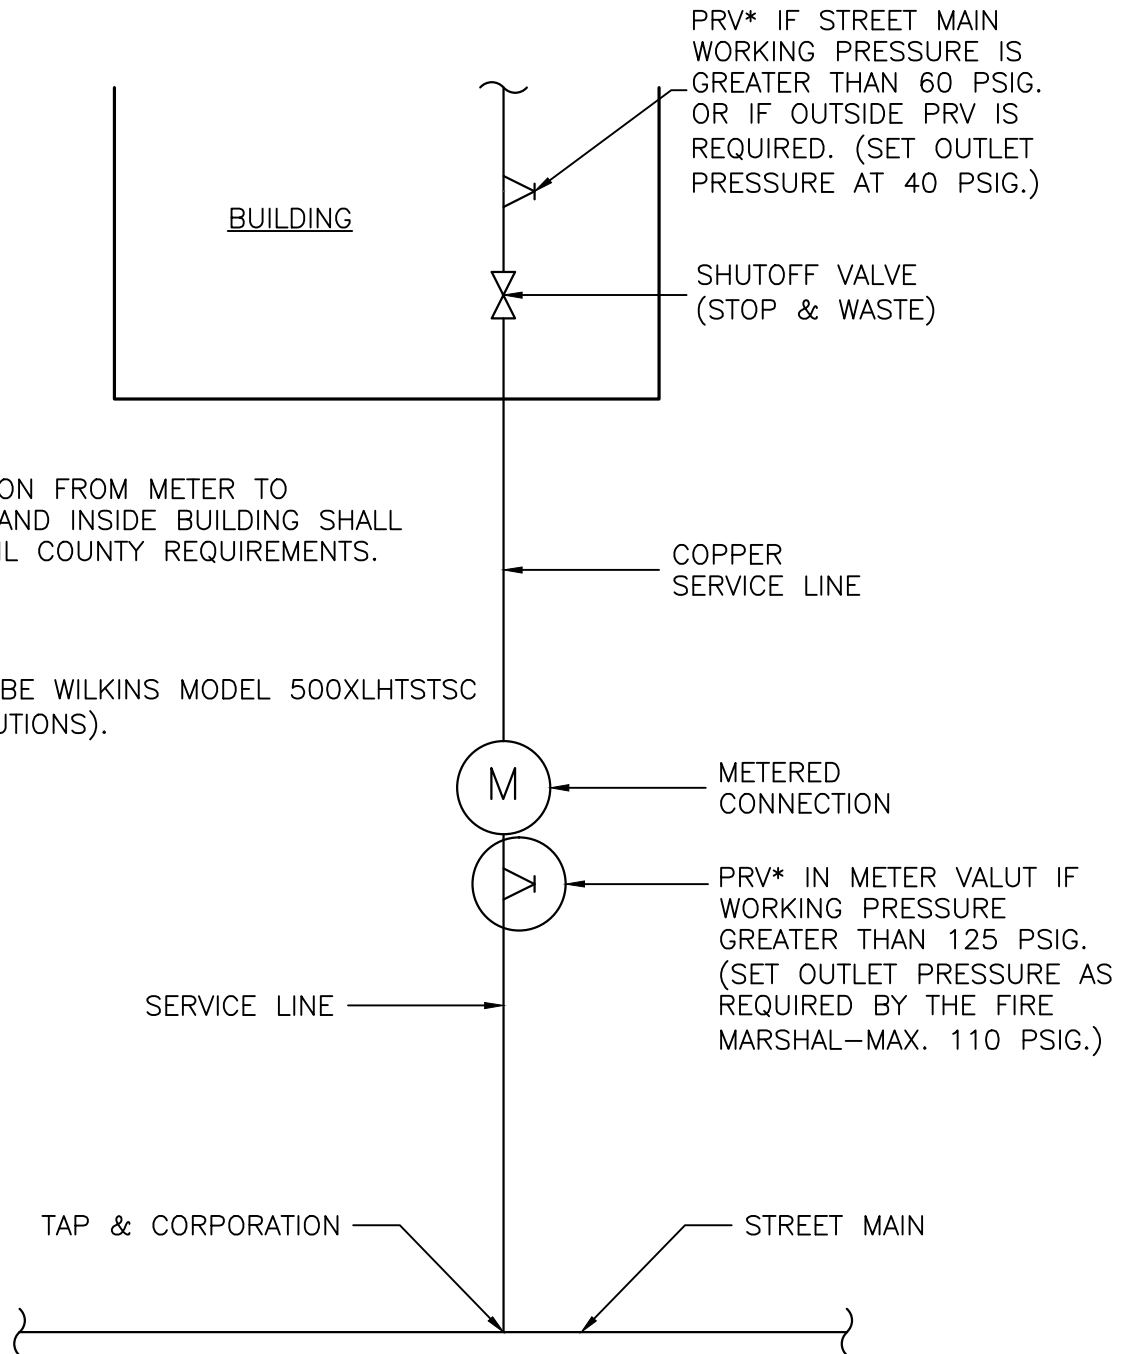 PRV* IF STREET MAIN
WORKING PRESSURE IS
GREATER THAN 60 PSIG.
OR IF OUTSIDE PRV IS
REQUIRED. (SET OUTLET
PRESSURE AT 40 PSIG.)
BUILDING
SHUTOFF VALVE
(STOP & WASTE)
ON FROM METER TO
AND INSIDE BUILDING SHALL
IL COUNTY REQUIREMENTS.
COPPER
SERVICE LINE
BE WILKINS MODEL 500XLHTSTSC
UTIONS).
M
METERED
CONNECTION
PRV* IN METER VALUT IF
WORKING PRESSURE
GREATER THAN 125 PSIG.
(SET OUTLET PRESSURE AS
REQUIRED BY THE FIRE
MARSHAL-MAX. 110 PSIG.)
SERVICE LINE
TAP & CORPORATION
STREET MAIN